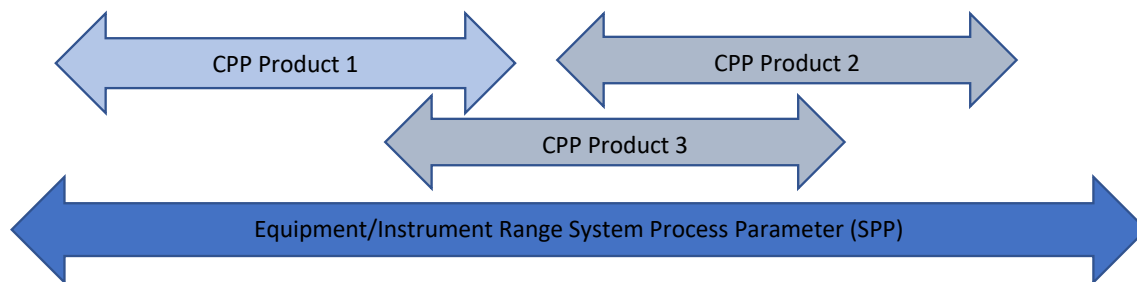 CPP Product 1
CPP Product 2
CPP Product 3
Equipment/Instrument Range System Process Parameter (SPP)